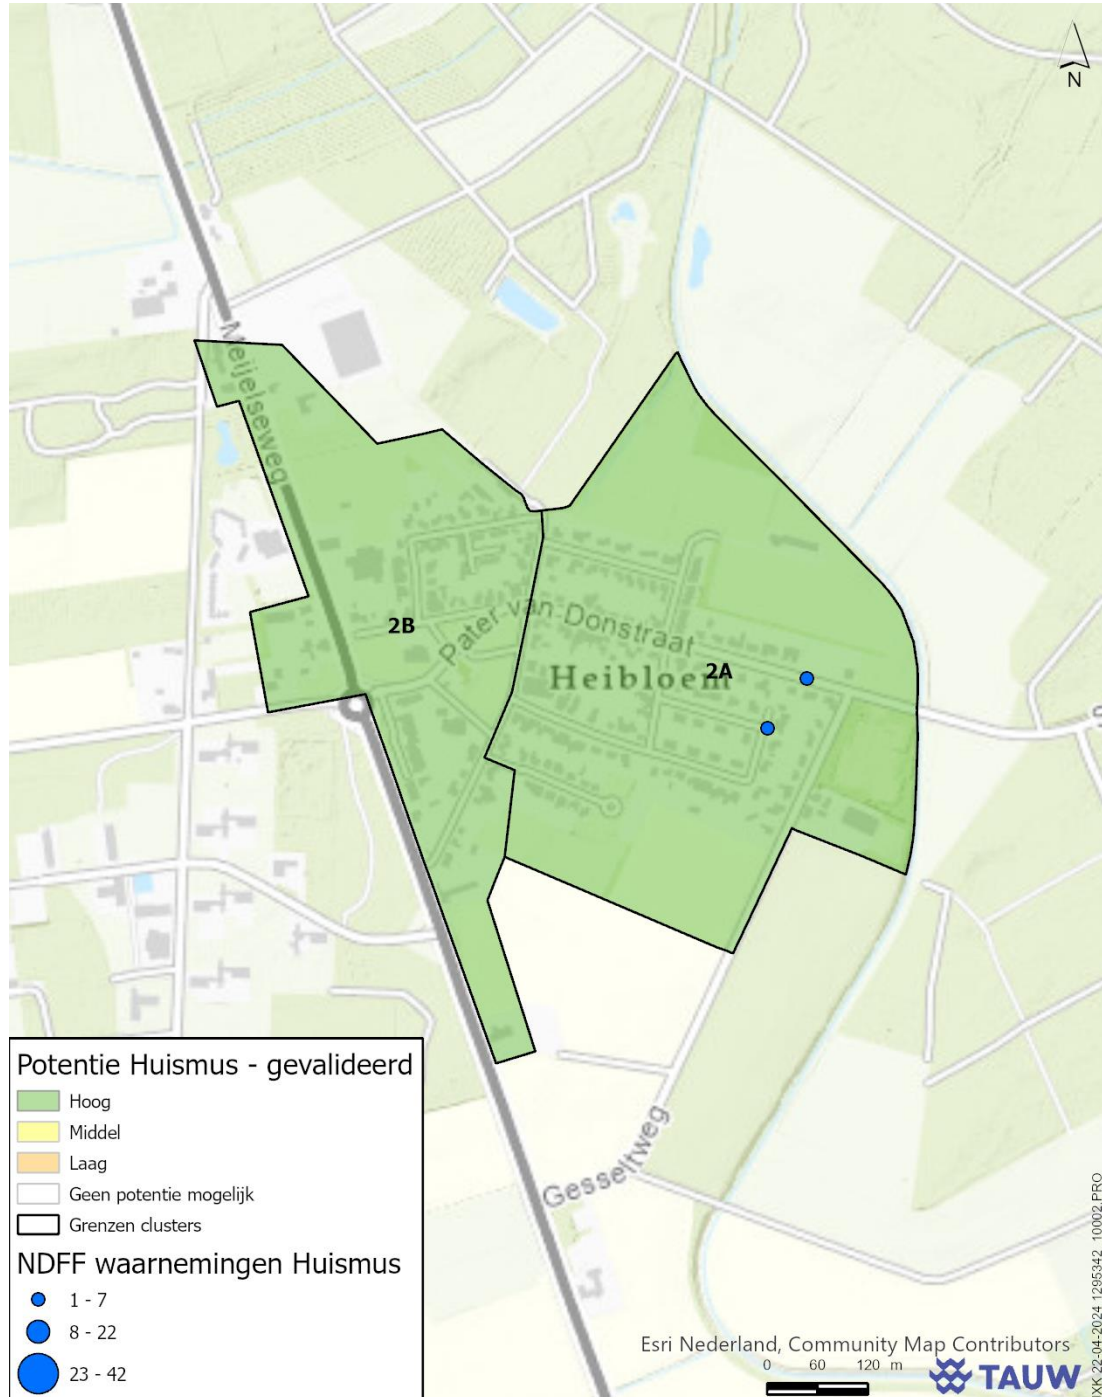 N
Meijelseweg
2B
Pater van Donstraat
2A
Heibloem
S
Gesseltweg
Potentie Huismus - gevalideerd
Hoog
Middel
Laag
Geen potentie mogelijk
Grenzen clusters
NDFF waarnemingen Huismus
1 - 7
8 - 22
23 - 42
Esri Nederland, Community Map Contributors
0 60 120 m
TAUW
XK 22-04-2024 1295342_10002.PRO